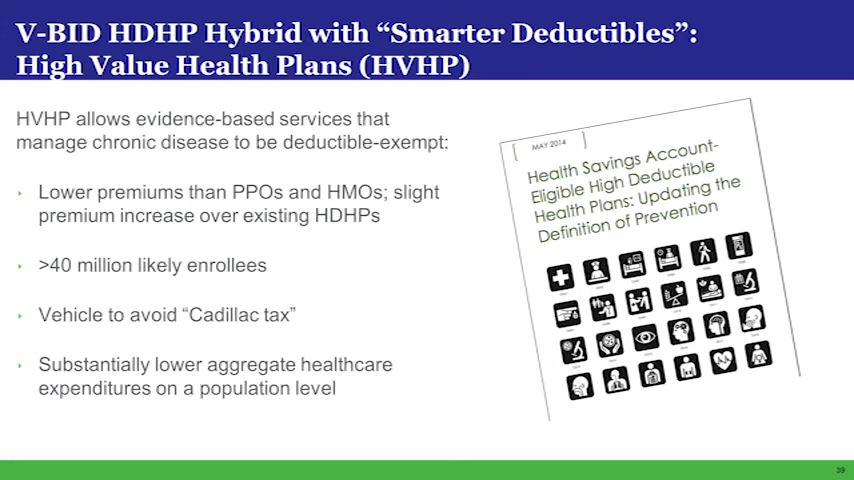 V-BID HDHP Hybrid with “Smarter Deductibles”:
High Value Health Plans (HVHP)
HVHP allows evidence-based services that
manage chronic disease to be deductible-exempt:
Lower premiums than PPOs and HMOs; slight
premium increase over existing HDHPs
>40 million likely enrollees
Vehicle to avoid “Cadillac tax”
Substantially lower aggregate healthcare
expenditures on a population level
MAY 2014
Health Savings Account-
Eligible High Deductible
Health Plans: Updating the
Definition of Prevention
39